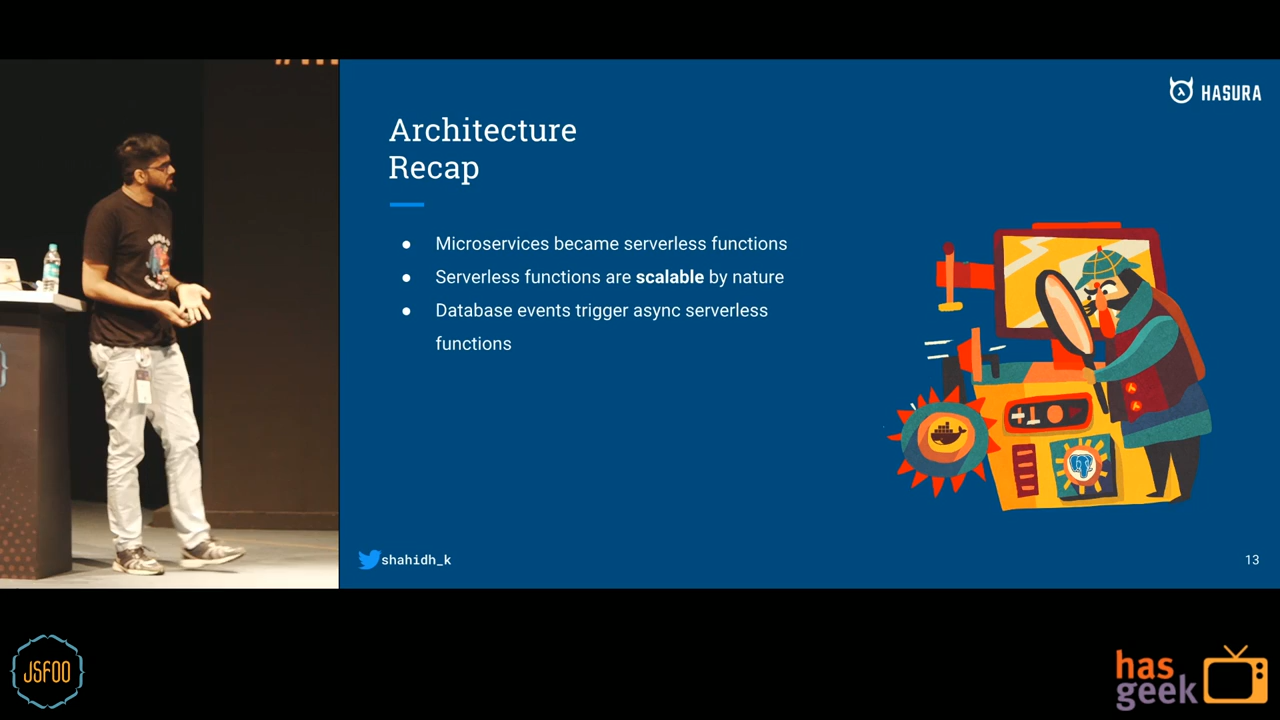 HASURA
Architecture
Recap
● Microservices became serverless functions
● Serverless functions are scalable by nature
● Database events trigger async serverless
functions
shahidh_k
13
JSFOO
has
geek